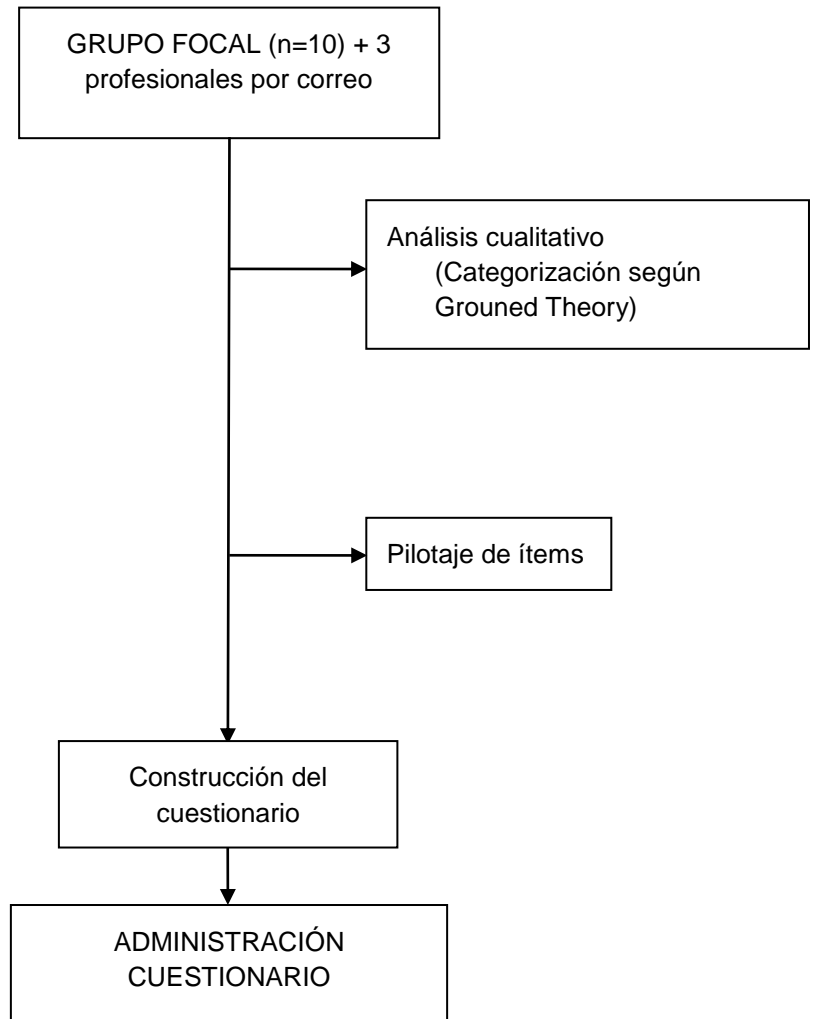 GRUPO FOCAL (n=10) + 3
profesionales por correo
Análisis cualitativo
(Categorización según
Grouned Theory)
Pilotaje de ítems
Construcción del
cuestionario
ADMINISTRACIÓN
CUESTIONARIO